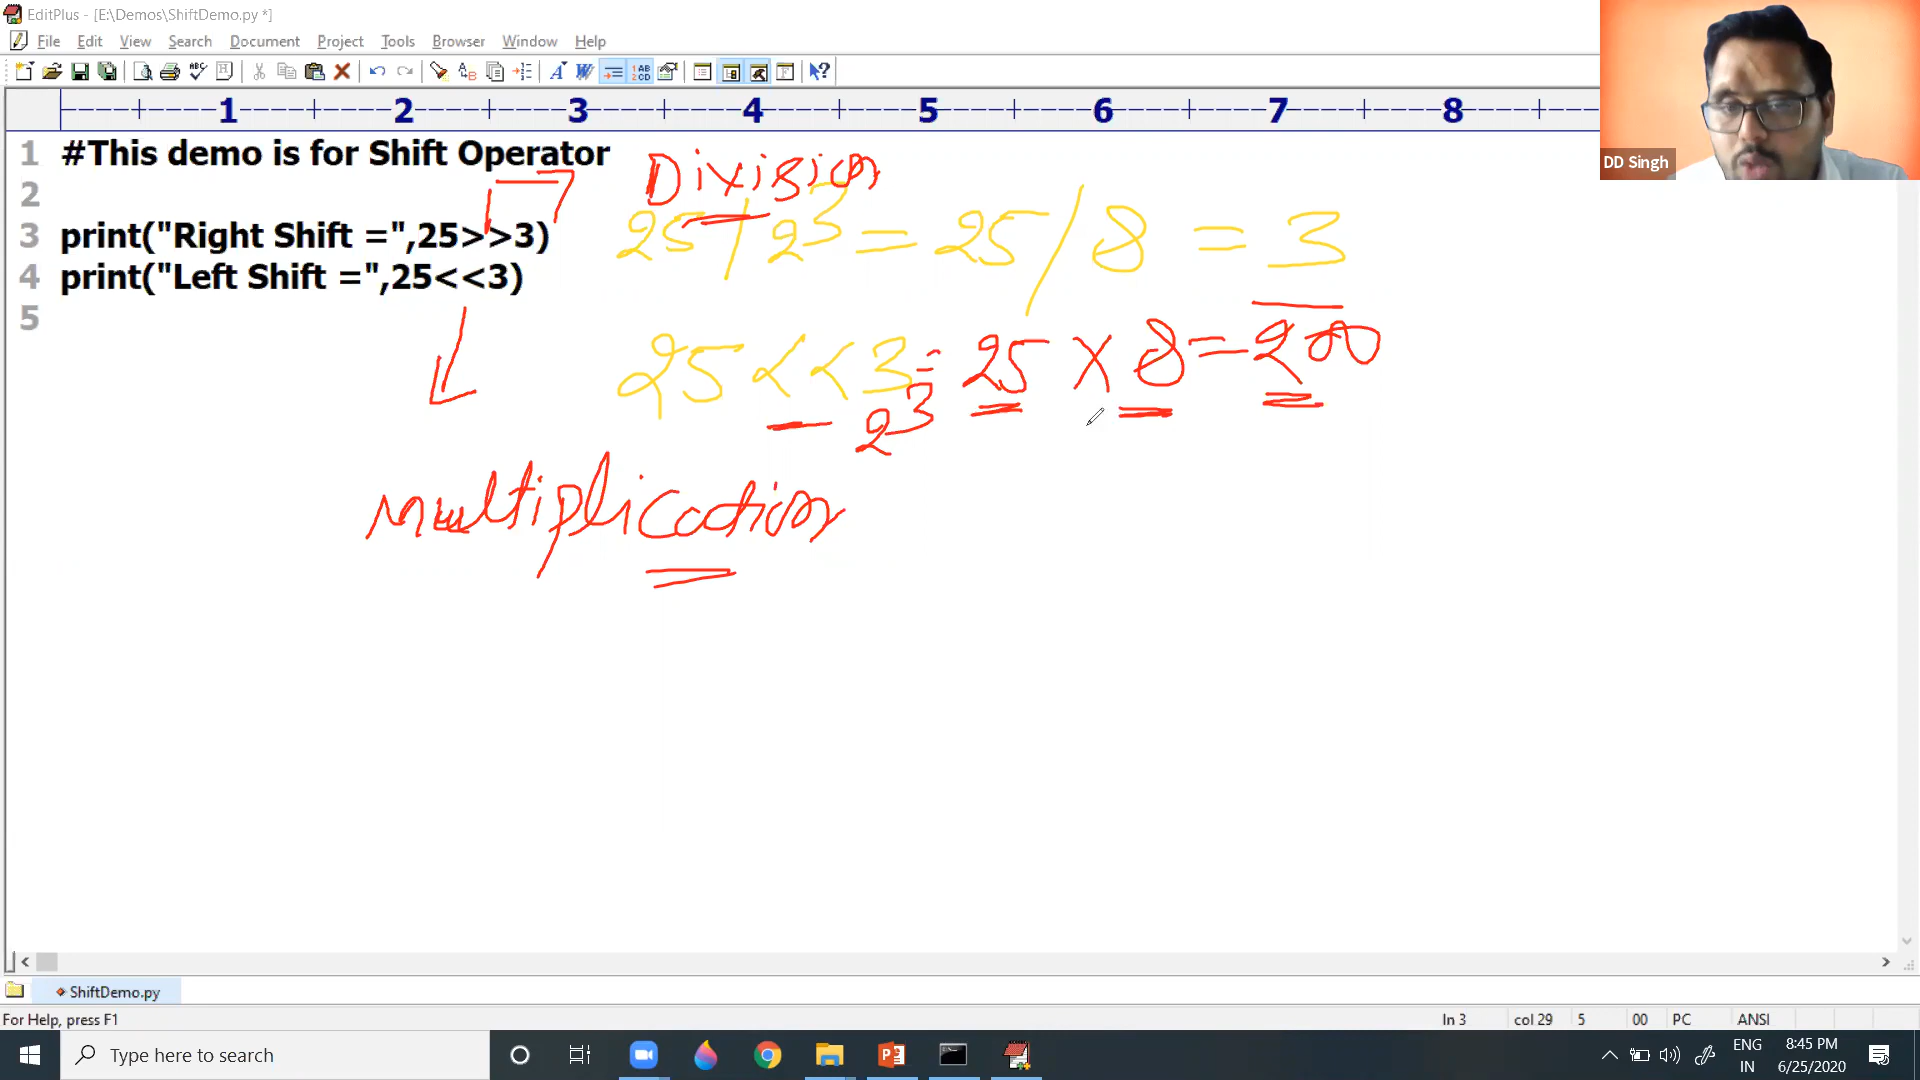 EditPlus - [E:\Demos\ShiftDemo.py *]
File Edit View Search Document Project Tools Browser Window Help
1 2 3 4 5 6 7 8
1 #This demo is for Shift Operator
2
3 print("Right Shift =",25>>3)
4 print("Left Shift =",25<<3)
5
Division
25/2³ = 25/8 = 3
25<<3 = 25 X 8 = 200
2³
multiplication
DD Singh
ShiftDemo.py
For Help, press F1 ln 3 col 29 5 00 PC ANSI
Type here to search
ENG
IN
8:45 PM
6/25/2020